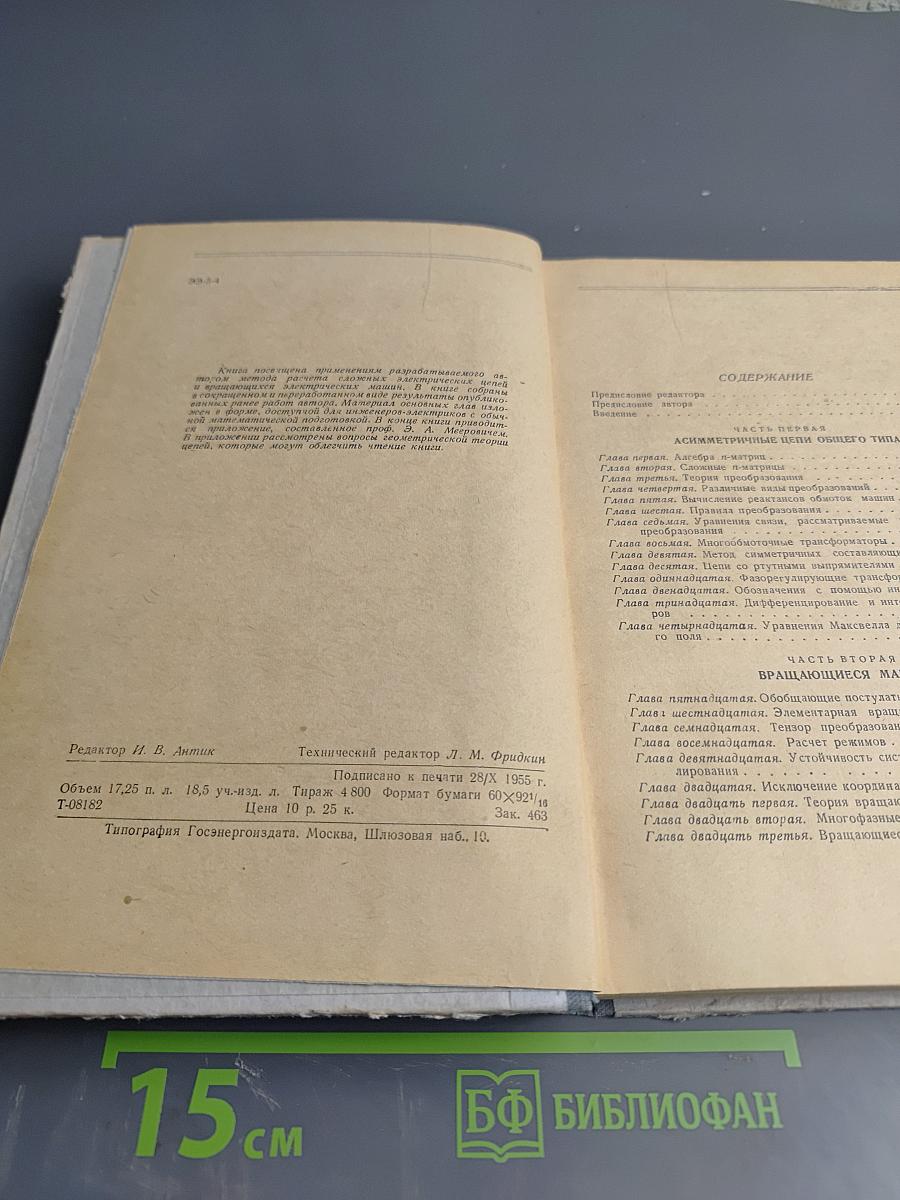 ЭЭ-5-4
Книга посвящена применениям разрабатываемого ав-
тором метода расчета сложных электрических цепей
и вращающихся электрических машин. В книге собраны
в сокращенном и переработанном виде результаты опублико-
ванных ранее работ автора. Материал основных глав изло-
жен в форме, доступной для инженеров-электриков с обыч-
ной математической подготовкой. В конце книги приводит-
ся приложение, составленное проф. Э. А. Мееровичем.
В приложении рассмотрены вопросы геометрической теории
цепей, которые могут облегчить чтение книги.
Редактор И. В. Антик Технический редактор Л. М. Фридкин
Подписано к печати 28/X 1955 г.
Объем 17,25 п. л. 18,5 уч.-изд. л. Тираж 4 800 Формат бумаги 60×92 1/16
Т-08182 Цена 10 р. 25 к. Зак. 463
Типография Госэнергоиздата. Москва, Шлюзовая наб., 10.
СОДЕРЖАНИЕ
Предисловие редактора
Предисловие автора
Введение
ЧАСТЬ ПЕРВАЯ
АСИММЕТРИЧНЫЕ ЦЕПИ ОБЩЕГО ТИПА
Глава первая. Алгебра n-матриц
Глава вторая. Сложные n-матрицы
Глава третья. Теория преобразования
Глава четвертая. Различные виды преобразований
Глава пятая. Вычисление реактансов обмоток машин
Глава шестая. Правила преобразования
Глава седьмая. Уравнения связи, рассматриваемые
преобразования
Глава восьмая. Многообмоточные трансформаторы
Глава девятая. Метод симметричных составляющи
Глава десятая. Цепи со ртутными выпрямителями
Глава одиннадцатая. Фазорегулирующие трансфо
Глава двенадцатая. Обозначения с помощью ин
Глава тринадцатая. Дифференцирование и инте
ров
Глава четырнадцатая. Уравнения Максвелла д
го поля
ЧАСТЬ ВТОРАЯ
ВРАЩАЮЩИЕСЯ МА
Глава пятнадцатая. Обобщающие постулат
Глава шестнадцатая. Элементарная вращ
Глава семнадцатая. Тензор преобразован
Глава восемнадцатая. Расчет режимов
Глава девятнадцатая. Устойчивость сист
лирования
Глава двадцатая. Исключение координа
Глава двадцать первая. Теория вращаю
Глава двадцать вторая. Многофазные
Глава двадцать третья. Вращающиес
15 см
БФ БИБЛИОФАН